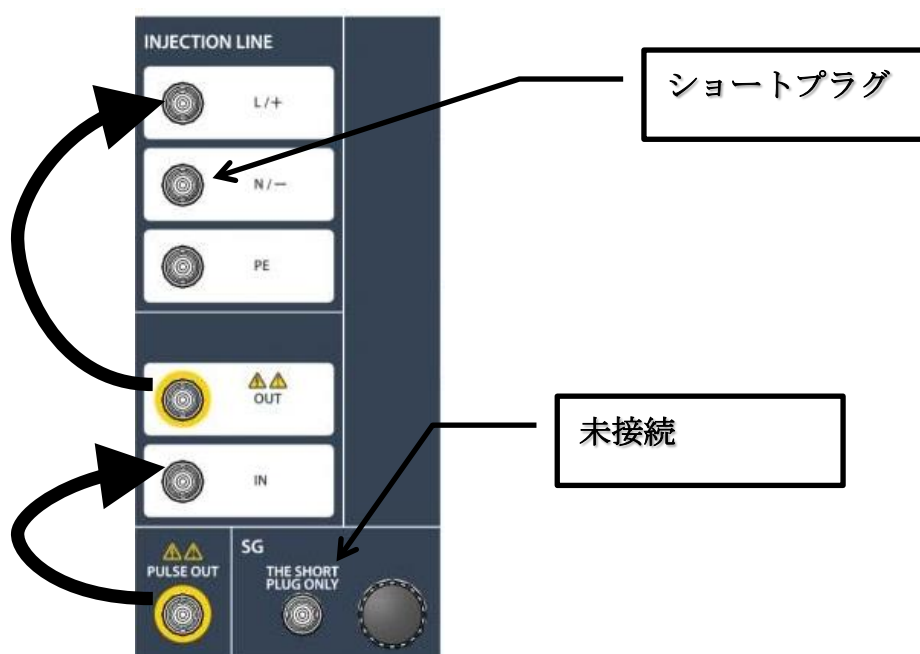 INJECTION LINE
L/+
ショートプラグ
N/−
PE
OUT
未接続
IN
PULSE OUT
SG
THE SHORT
PLUG ONLY